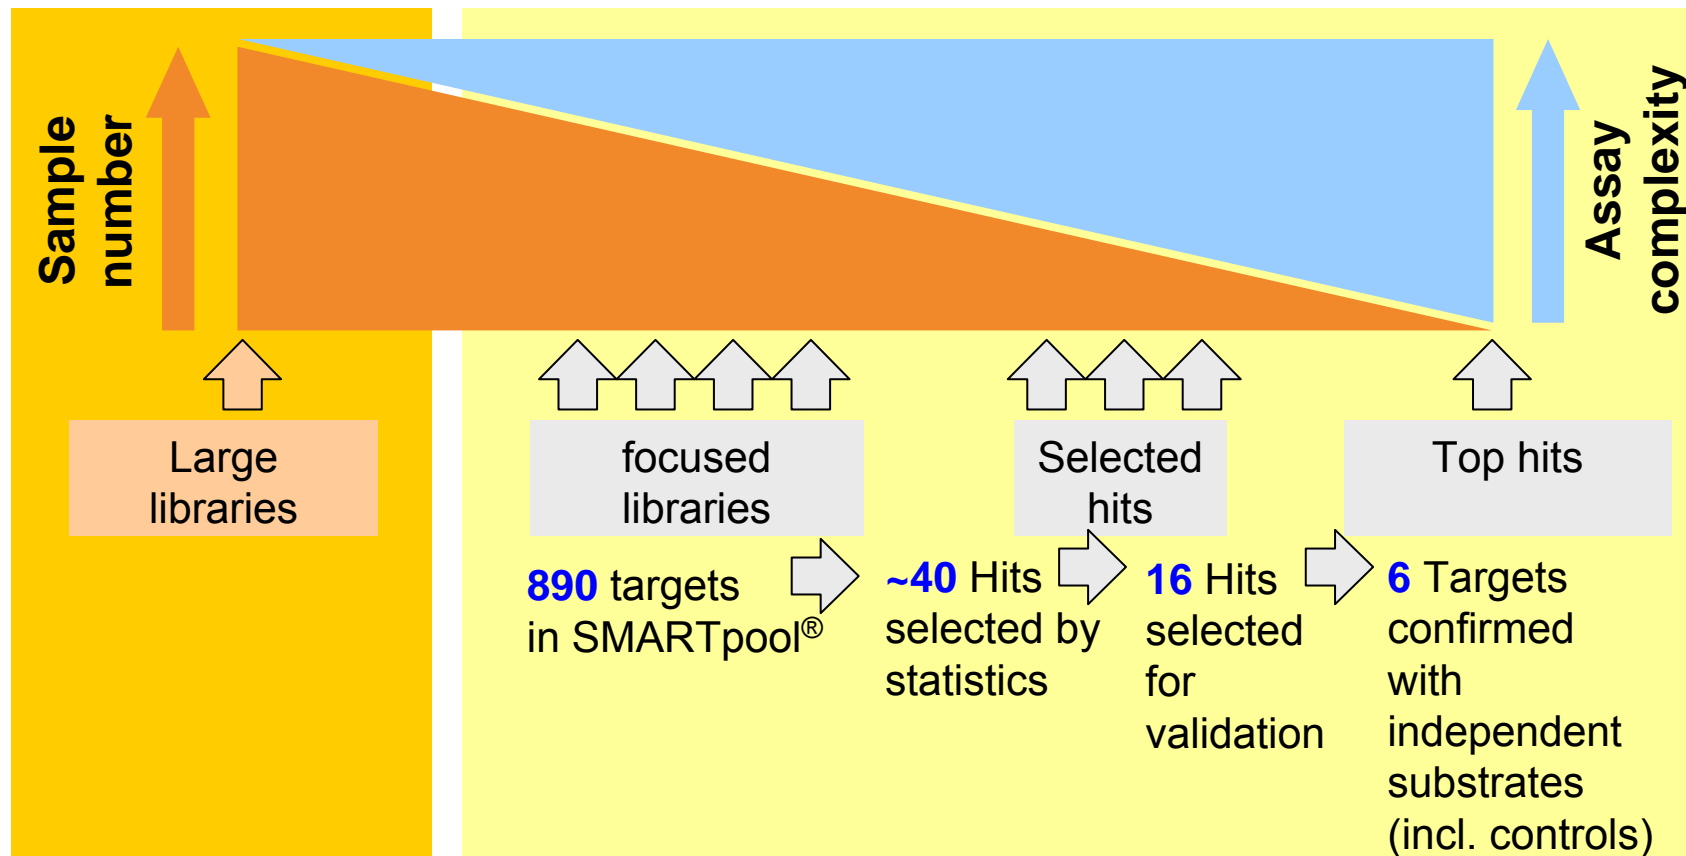 Sample
number
Assay
complexity
Large
libraries
focused
libraries
Selected
hits
Top hits
890 targets
in SMARTpool®
~40 Hits
selected by
statistics
16 Hits
selected
for
validation
6 Targets
confirmed
with
independent
substrates
(incl. controls)